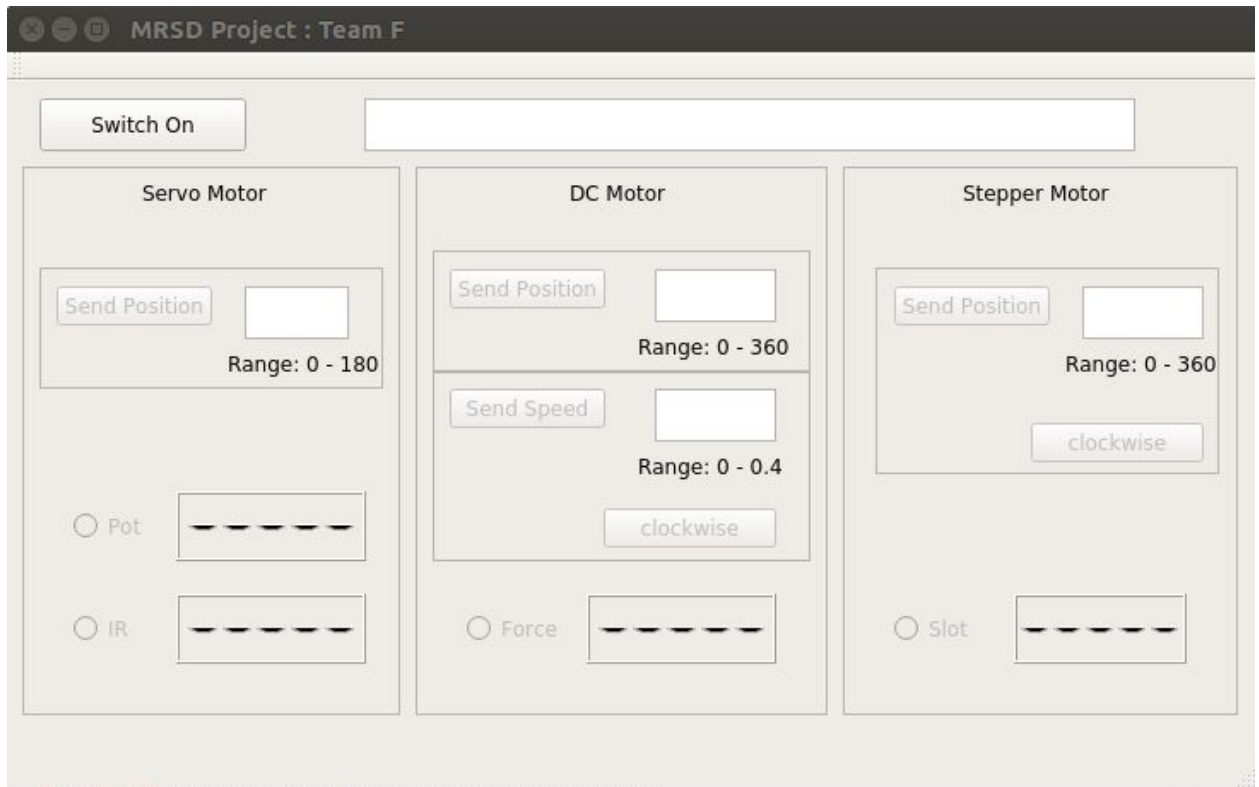 MRSD Project : Team F
Switch On
Servo Motor
Send Position
Range: 0 - 180
Pot
-----
IR
-----
DC Motor
Send Position
Range: 0 - 360
Send Speed
Range: 0 - 0.4
clockwise
Force
-----
Stepper Motor
Send Position
Range: 0 - 360
clockwise
Slot
-----